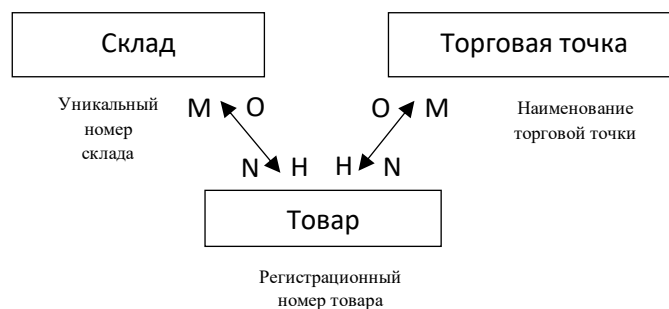 Склад
Торговая точка
Уникальный
номер
склада
М О
О М
Наименование
торговой точки
N Н Н N
Товар
Регистрационный
номер товара